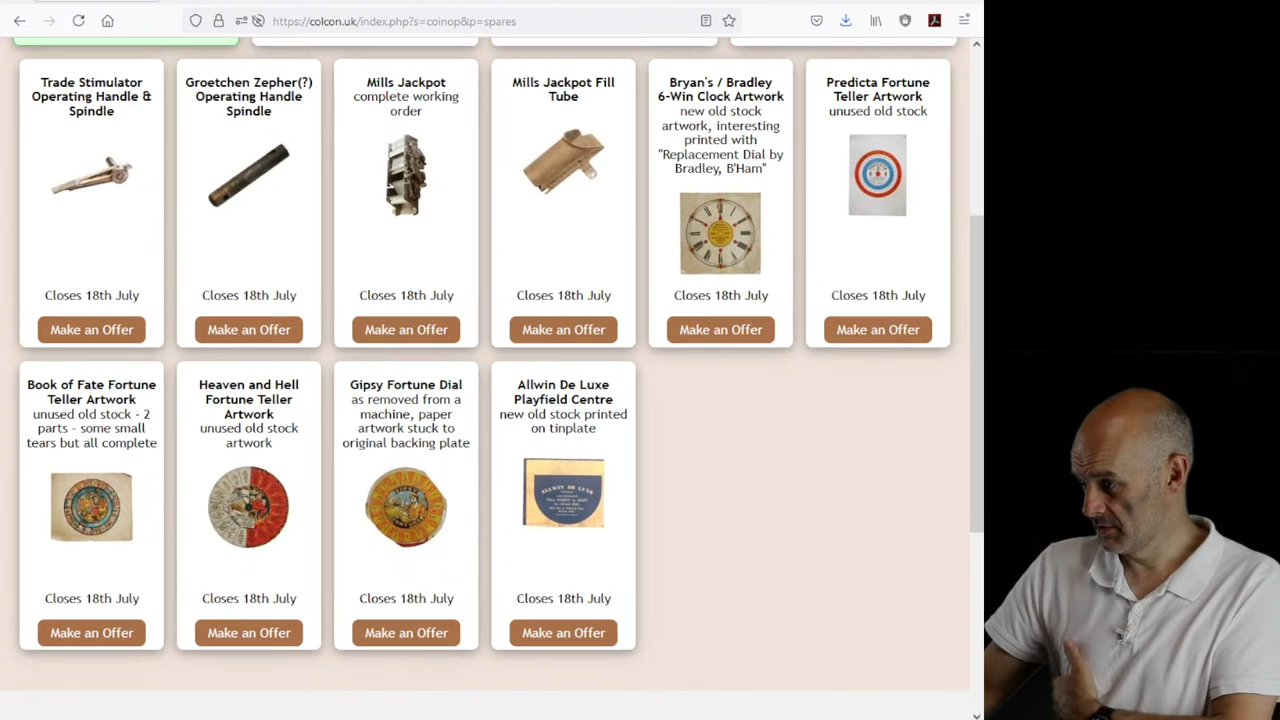 https://colcon.uk/index.php?s=coinop&p=spares
Trade Stimulator
Operating Handle &
Spindle
Closes 18th July
Make an Offer
Groetchen Zepher(?)
Operating Handle
Spindle
Closes 18th July
Make an Offer
Mills Jackpot
complete working
order
Closes 18th July
Make an Offer
Mills Jackpot Fill
Tube
Closes 18th July
Make an Offer
Bryan's / Bradley
6-Win Clock Artwork
new old stock
artwork, interesting
printed with
"Replacement Dial by
Bradley, B'Ham"
Closes 18th July
Make an Offer
Predicta Fortune
Teller Artwork
unused old stock
Closes 18th July
Make an Offer
Book of Fate Fortune
Teller Artwork
unused old stock - 2
parts - some small
tears but all complete
Closes 18th July
Make an Offer
Heaven and Hell
Fortune Teller
Artwork
unused old stock
artwork
Closes 18th July
Make an Offer
Gipsy Fortune Dial
as removed from a
machine, paper
artwork stuck to
original backing plate
Closes 18th July
Make an Offer
Allwin De Luxe
Playfield Centre
new old stock printed
on tinplate
ALLWIN DE LUXE
Closes 18th July
Make an Offer